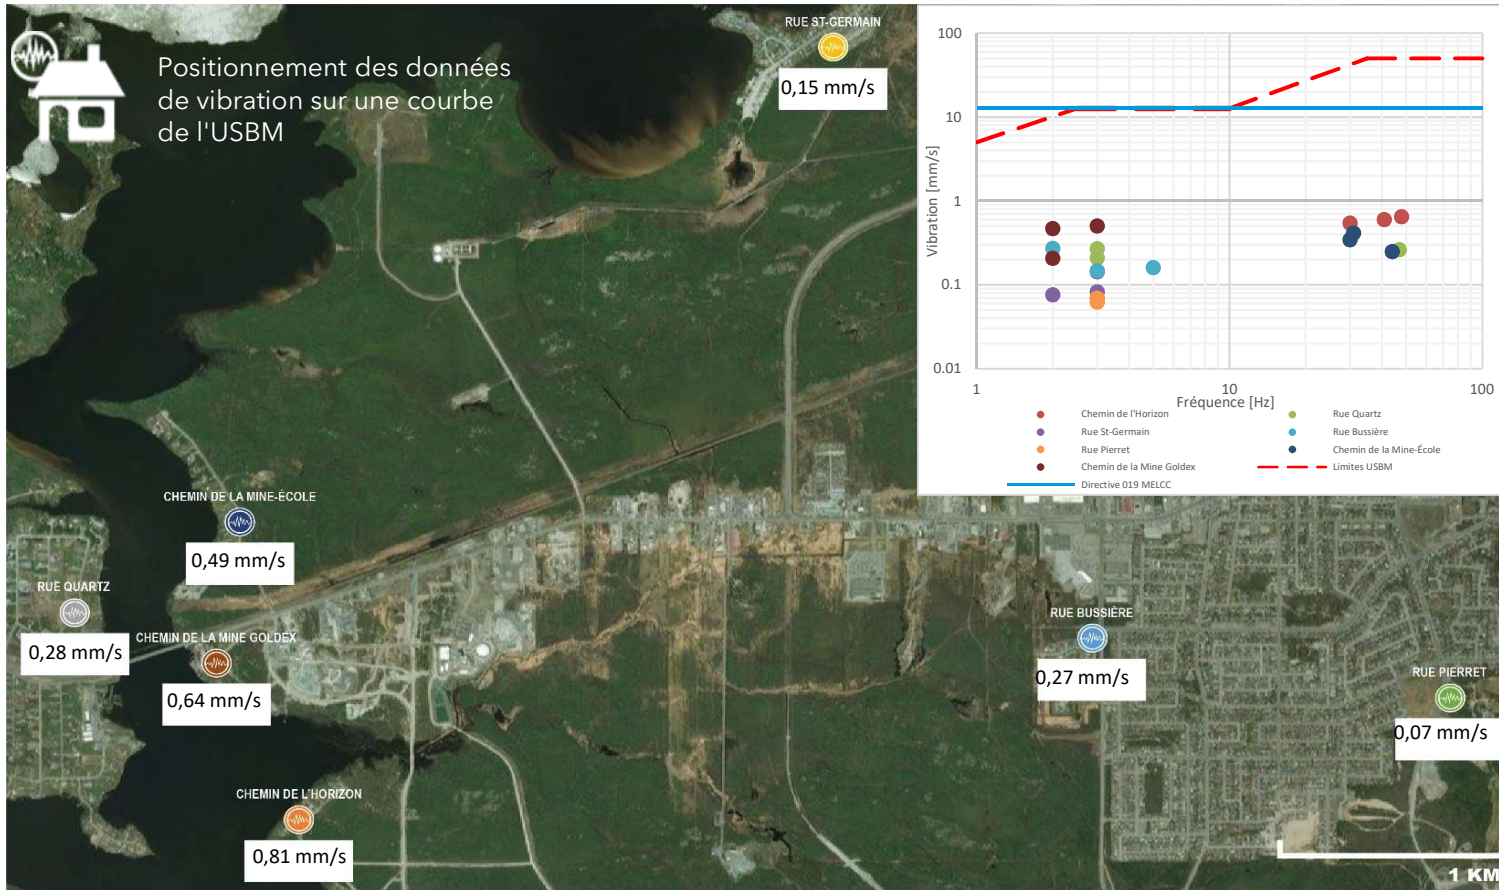 Positionnement des données
de vibration sur une courbe
de l'USBM
RUE ST-GERMAIN
0,15 mm/s
100
10
1
0.1
0.01
Vibration [mm/s]
1
10
100
Fréquence [Hz]
Chemin de l'Horizon
Rue Quartz
Rue St-Germain
Rue Bussière
Rue Pierret
Chemin de la Mine-École
Chemin de la Mine Goldex
Limites USBM
Directive 019 MELCC
CHEMIN DE LA MINE-ÉCOLE
0,49 mm/s
RUE QUARTZ
0,28 mm/s
CHEMIN DE LA MINE GOLDEX
0,64 mm/s
RUE BUSSIÈRE
0,27 mm/s
RUE PIERRET
0,07 mm/s
CHEMIN DE L'HORIZON
0,81 mm/s
1 KM